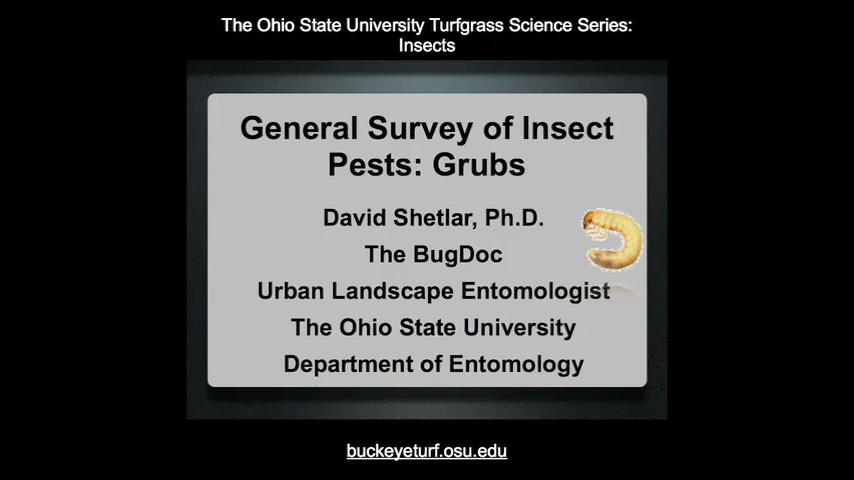 The Ohio State University Turfgrass Science Series:
Insects
General Survey of Insect
Pests: Grubs
David Shetlar, Ph.D.
The BugDoc
Urban Landscape Entomologist
The Ohio State University
Department of Entomology
buckeyeturf.osu.edu